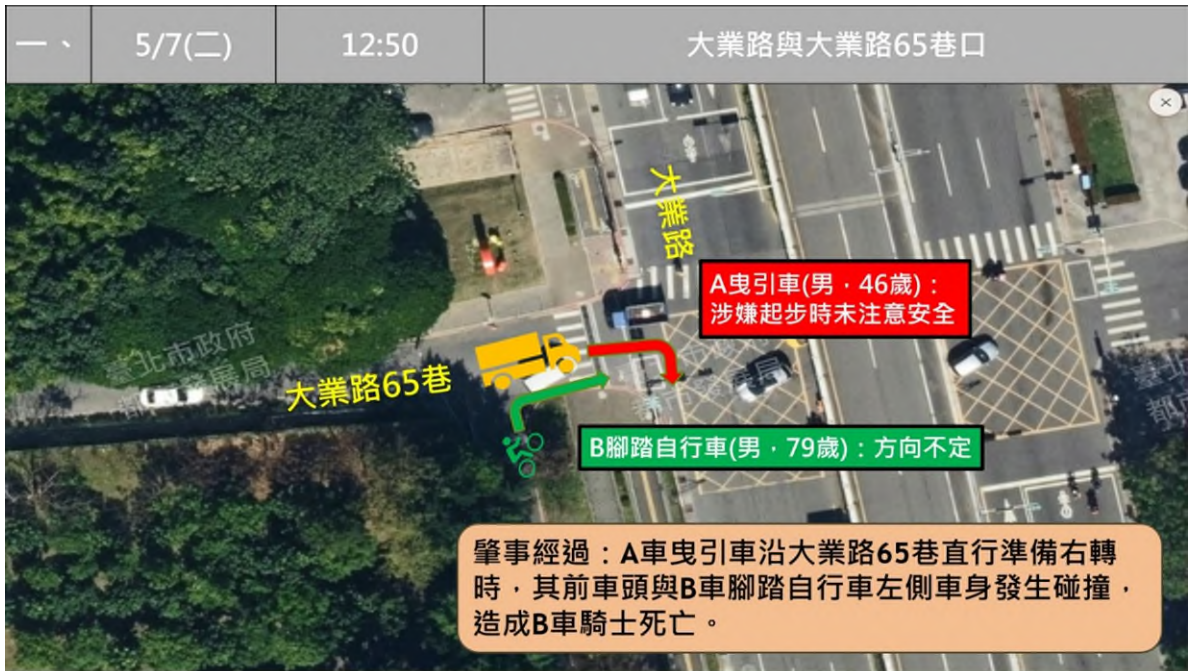 一、 5/7(二) 12:50 大業路與大業路65巷口
大業路
A曳引車(男，46歲)：
涉嫌起步時未注意安全
臺北市政府
大業路65巷
B腳踏自行車(男，79歲)：方向不定
肇事經過：A車曳引車沿大業路65巷直行準備右轉
時，其前車頭與B車腳踏自行車左側車身發生碰撞，
造成B車騎士死亡。